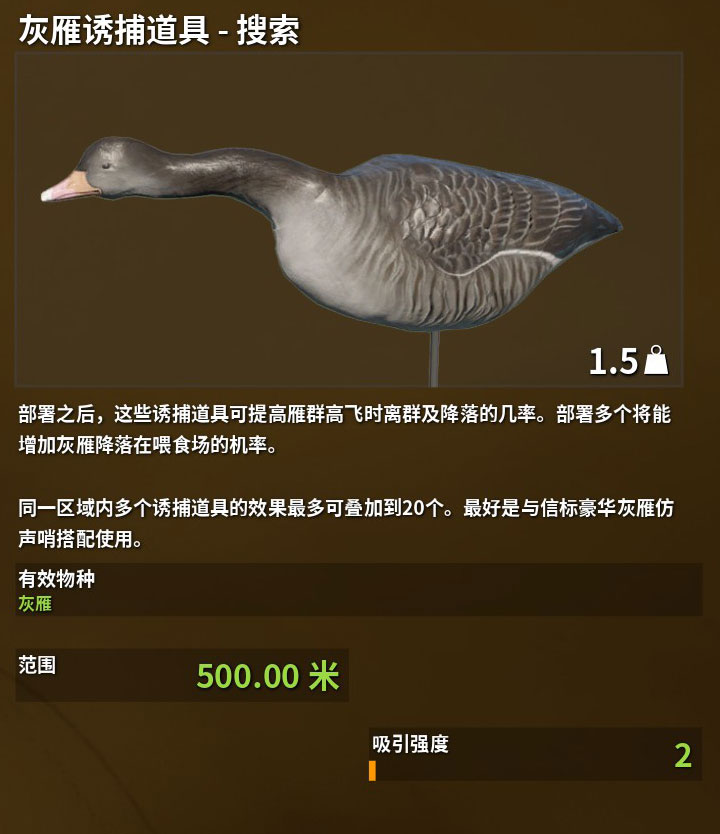 灰雁诱捕道具 - 搜索
1.5
部署之后，这些诱捕道具可提高雁群高飞时离群及降落的几率。部署多个将能
增加灰雁降落在喂食场的机率。
同一区域内多个诱捕道具的效果最多可叠加到20个。最好是与信标豪华灰雁仿
声哨搭配使用。
有效物种
灰雁
范围
500.00 米
吸引强度
2